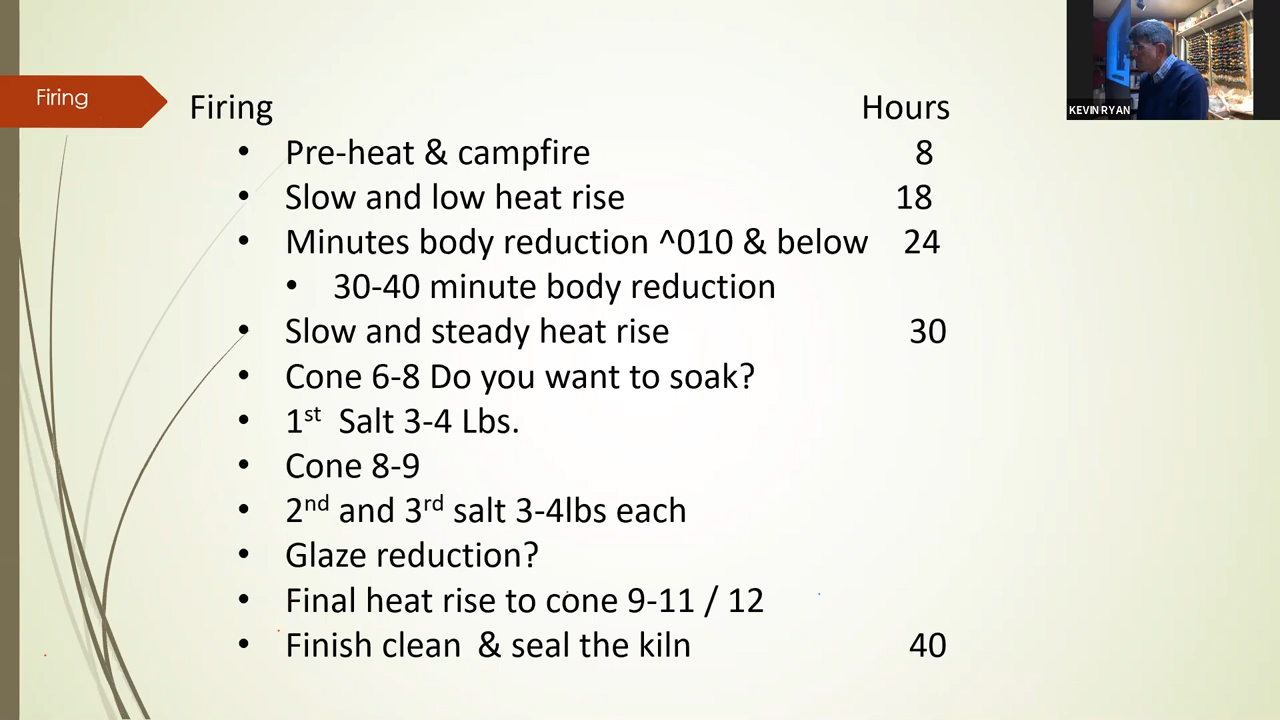 Firing
Firing Hours
• Pre-heat & campfire 8
• Slow and low heat rise 18
• Minutes body reduction ^010 & below 24
• 30-40 minute body reduction
• Slow and steady heat rise 30
• Cone 6-8 Do you want to soak?
• 1st Salt 3-4 Lbs.
• Cone 8-9
• 2nd and 3rd salt 3-4lbs each
• Glaze reduction?
• Final heat rise to cone 9-11 / 12
• Finish clean & seal the kiln 40
KEVIN RYAN